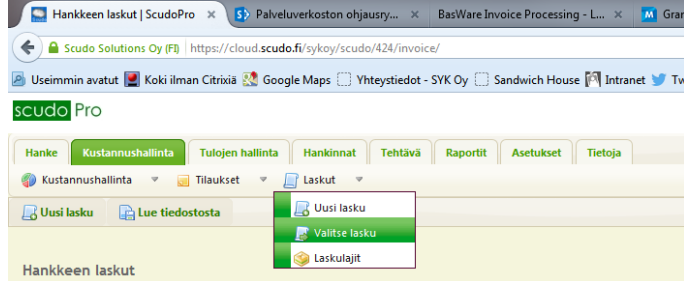 Hankkeen laskut | ScudoPro × Palveluverkoston ohjausry... × BasWare Invoice Processing - L... × Gran
Scudo Solutions Oy (FI) https://cloud.scudo.fi/sykoy/scudo/424/invoice/
Useimmin avatut Koki ilman Citrixiä Google Maps Yhteystiedot - SYK Oy Sandwich House Intranet Tw
scudo Pro
Hanke Kustannushallinta Tulojen hallinta Hankinnat Tehtävä Raportit Asetukset Tietoja
Kustannushallinta Tilaukset Laskut
Uusi lasku
Uusi lasku Lue tiedostosta
Valitse lasku
Laskulajit
Hankkeen laskut